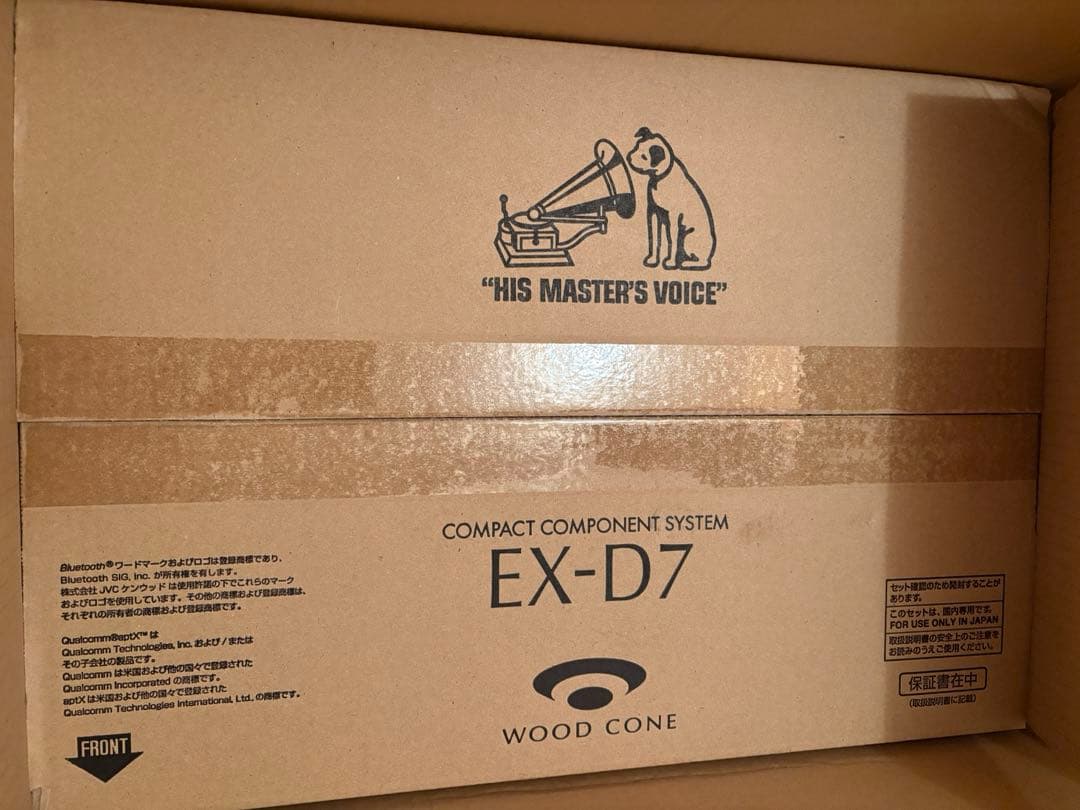 “HIS MASTER'S VOICE”
COMPACT COMPONENT SYSTEM
EX-D7
WOOD CONE
Bluetooth®ワードマークおよびロゴは登録商標であり、
Bluetooth SIG, Inc. が所有権を有します。
株式会社 JVC ケンウッド は使用許諾の下でこれらのマーク
およびロゴを使用しています。その他の商標および登録商標は、
それぞれの所有者の商標および登録商標です。
Qualcomm®aptX™ は
Qualcomm Technologies, Inc. および / または
その子会社の製品です。
Qualcomm は米国および他の国々で登録された
Qualcomm Incorporated の商標です。
aptX は米国および他の国々で登録された
Qualcomm Technologies International, Ltd. の商標です。
FRONT
セット確認のため開封することが
あります。
このセットは、国内専用です。
FOR USE ONLY IN JAPAN
取扱説明書の安全上のご注意を
お読みのうえご使用ください。
保証書在中
(取扱説明書に記載)